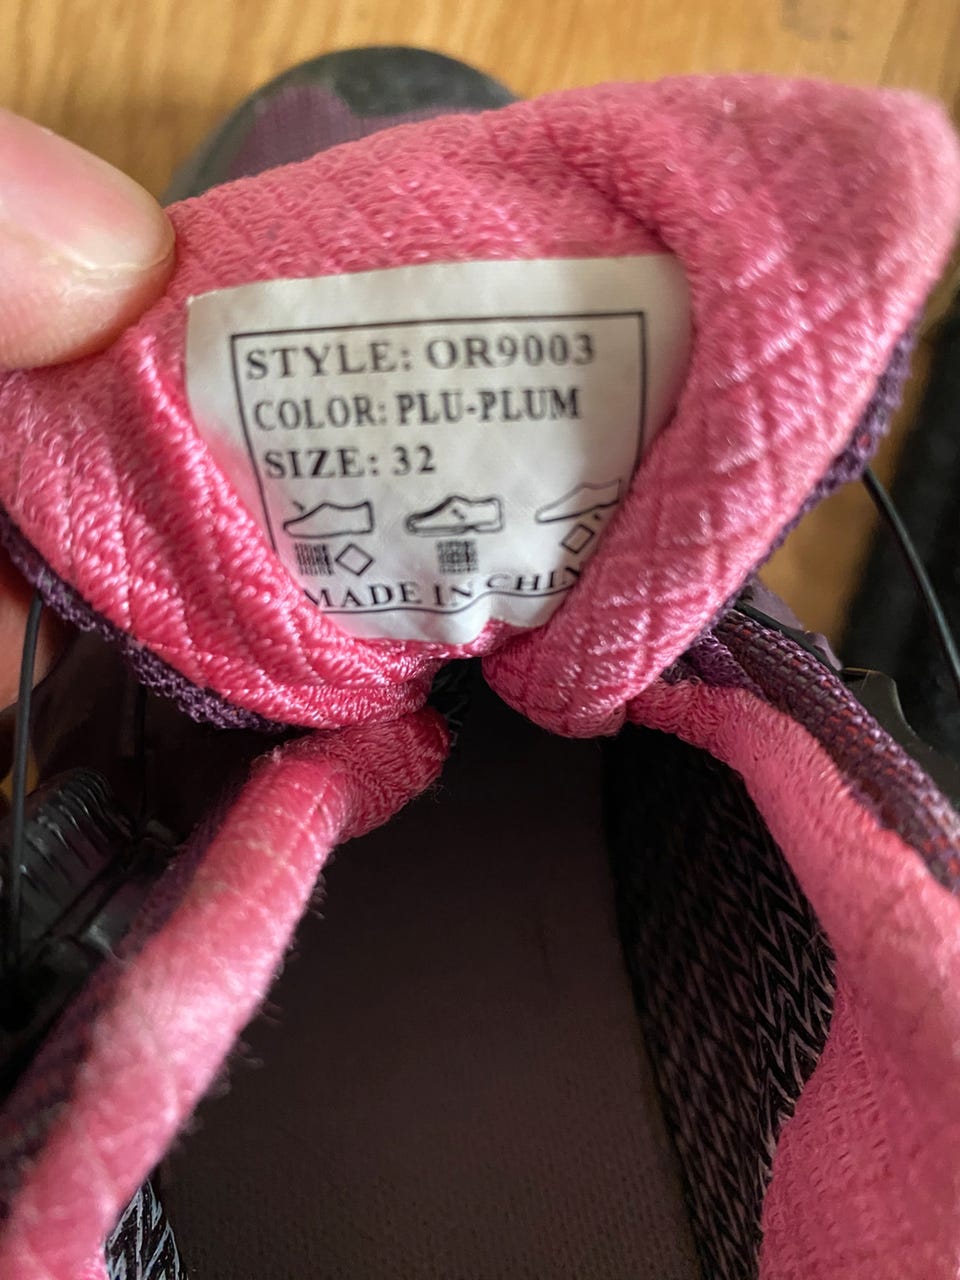 STYLE: OR9003
COLOR: PLU-PLUM
SIZE: 32
MADE IN CHIN